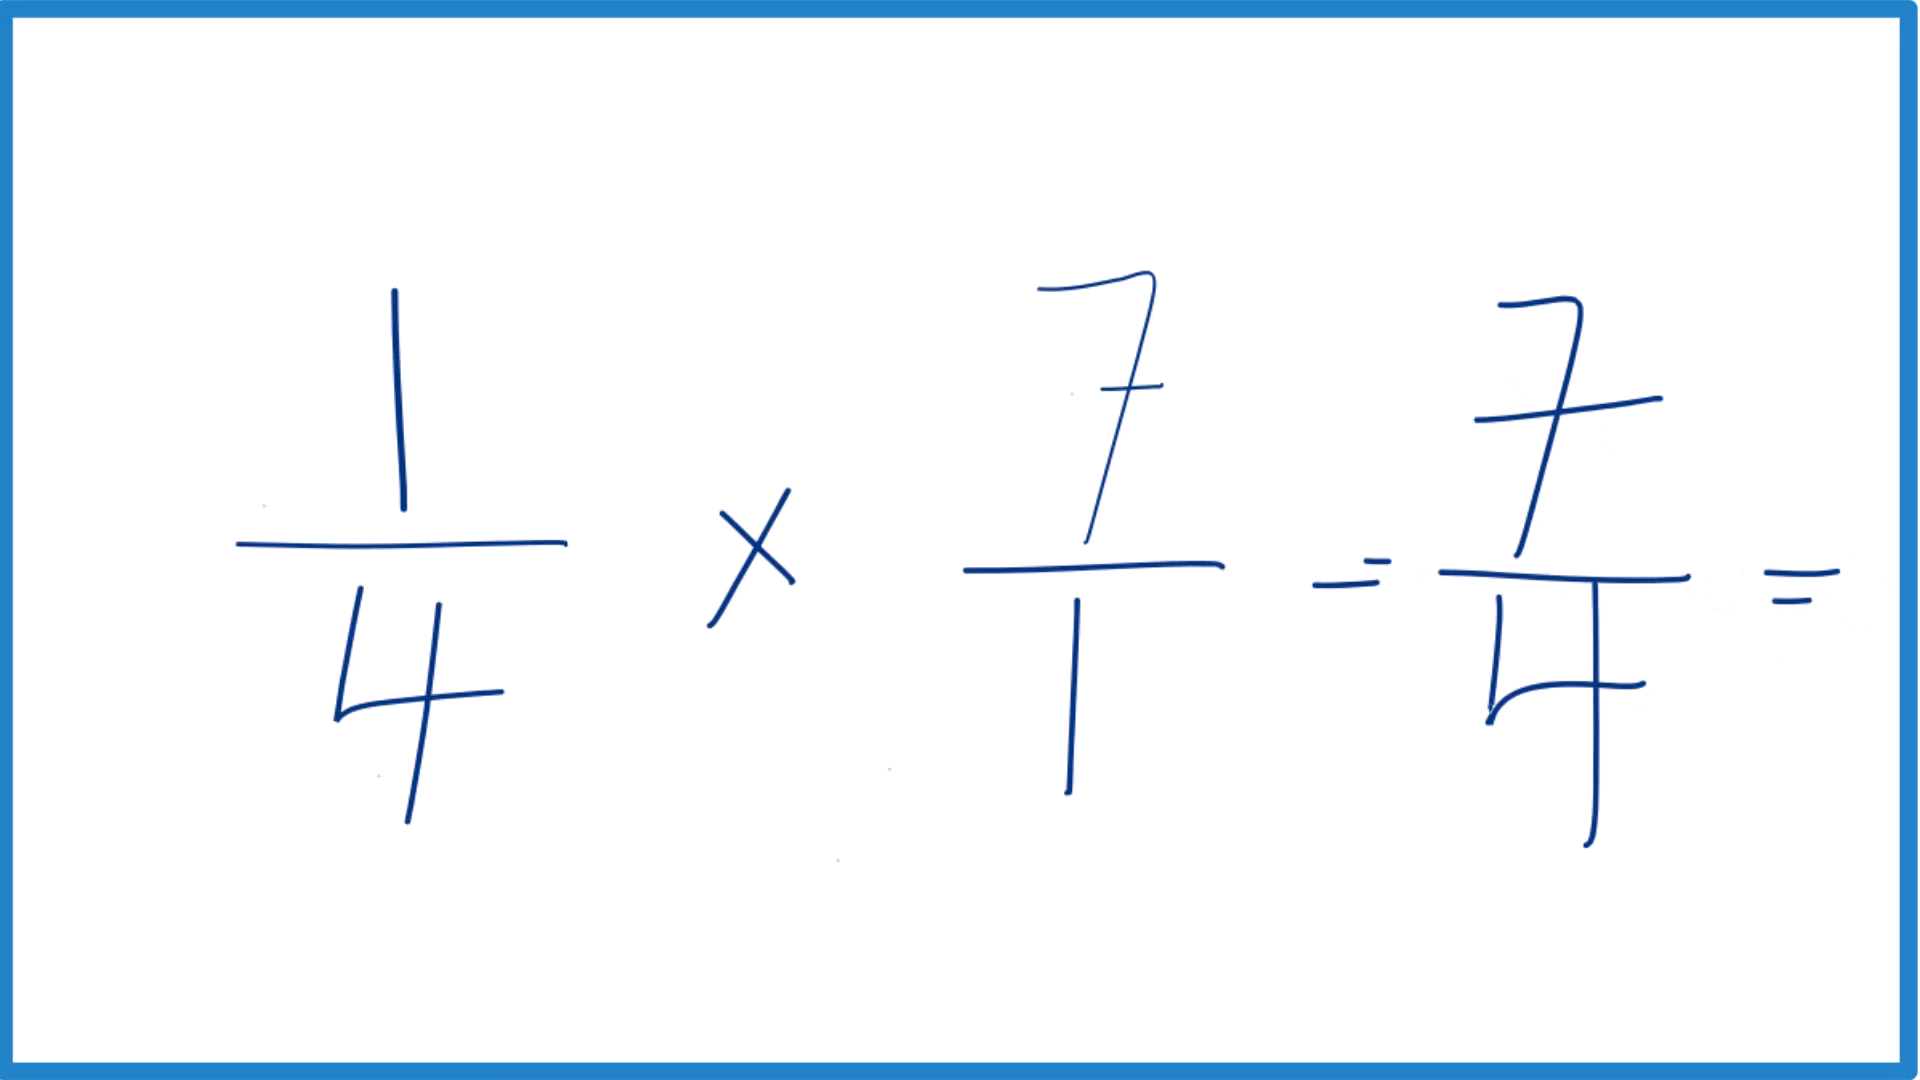 1/4 × 7/1 = 7/4 =